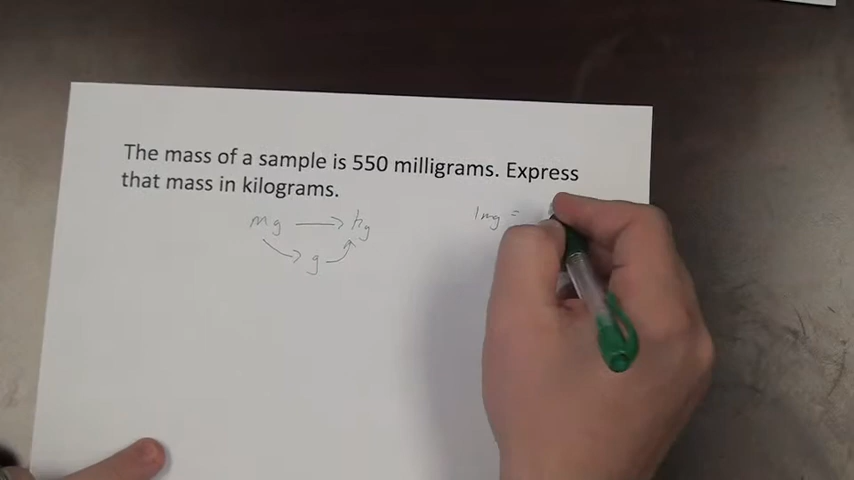 The mass of a sample is 550 milligrams. Express
that mass in kilograms.
mg → kg
→ g →
1mg =